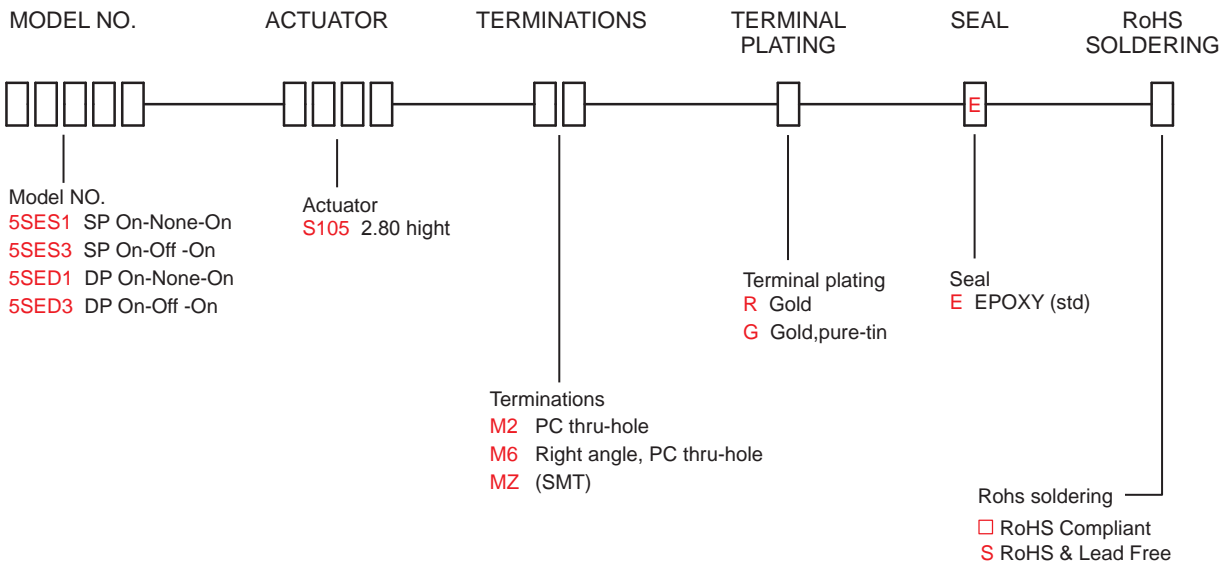 MODEL NO.
ACTUATOR
TERMINATIONS
TERMINAL
PLATING
SEAL
RoHS
SOLDERING
E
Model NO.
5SES1 SP On-None-On
5SES3 SP On-Off -On
5SED1 DP On-None-On
5SED3 DP On-Off -On
Actuator
S105 2.80 hight
Terminations
M2 PC thru-hole
M6 Right angle, PC thru-hole
MZ (SMT)
Terminal plating
R Gold
G Gold,pure-tin
Seal
E EPOXY (std)
Rohs soldering
□ RoHS Compliant
S RoHS & Lead Free